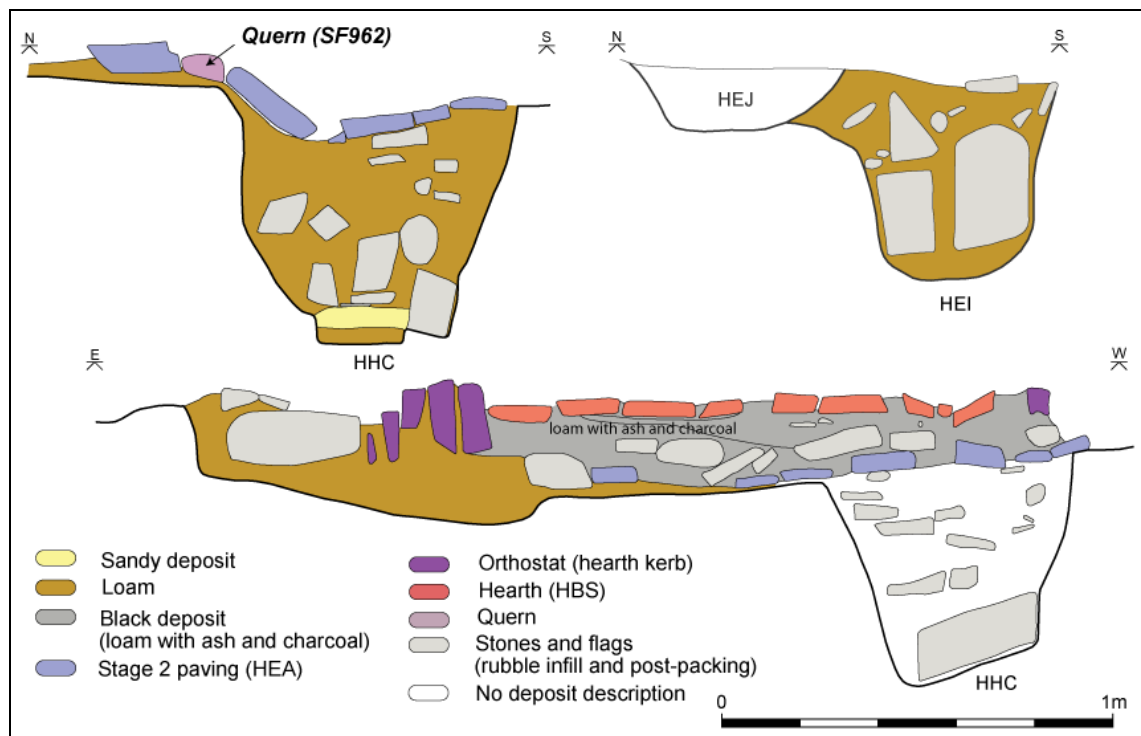 N
Quern (SF962)
S
HHC
N
S
HEJ
HEI
E
W
loam with ash and charcoal
HHC
Sandy deposit
Loam
Black deposit
(loam with ash and charcoal)
Stage 2 paving (HEA)
Orthostat (hearth kerb)
Hearth (HBS)
Quern
Stones and flags
(rubble infill and post-packing)
No deposit description
0
1m